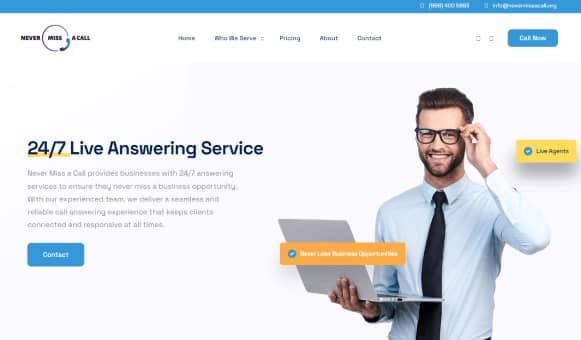 (888) 400 5868
info@nevermissacall.org
NEVER MISS A CALL
Home
Who We Serve
Pricing
About
Contact
Call Now
24/7 Live Answering Service
Never Miss a Call provides businesses with 24/7 answering
services to ensure they never miss a business opportunity.
With our experienced team, we deliver a seamless and
reliable call answering experience that keeps clients
connected and responsive at all times.
Contact
Live Agents
Never Lose Business Opportunities